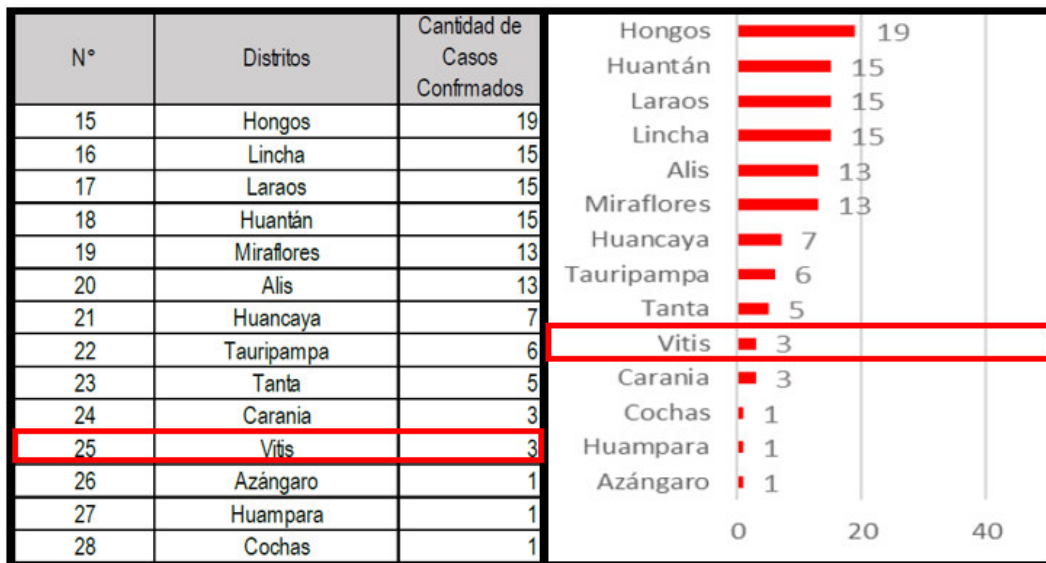 N° Distritos Cantidad de Casos Confrmados
15 Hongos 19
16 Lincha 15
17 Laraos 15
18 Huantán 15
19 Miraflores 13
20 Alis 13
21 Huancaya 7
22 Tauripampa 6
23 Tanta 5
24 Carania 3
25 Vitis 3
26 Azángaro 1
27 Huampara 1
28 Cochas 1
Hongos 19
Huantán 15
Laraos 15
Lincha 15
Alis 13
Miraflores 13
Huancaya 7
Tauripampa 6
Tanta 5
Vitis 3
Carania 3
Cochas 1
Huampara 1
Azángaro 1
0 20 40